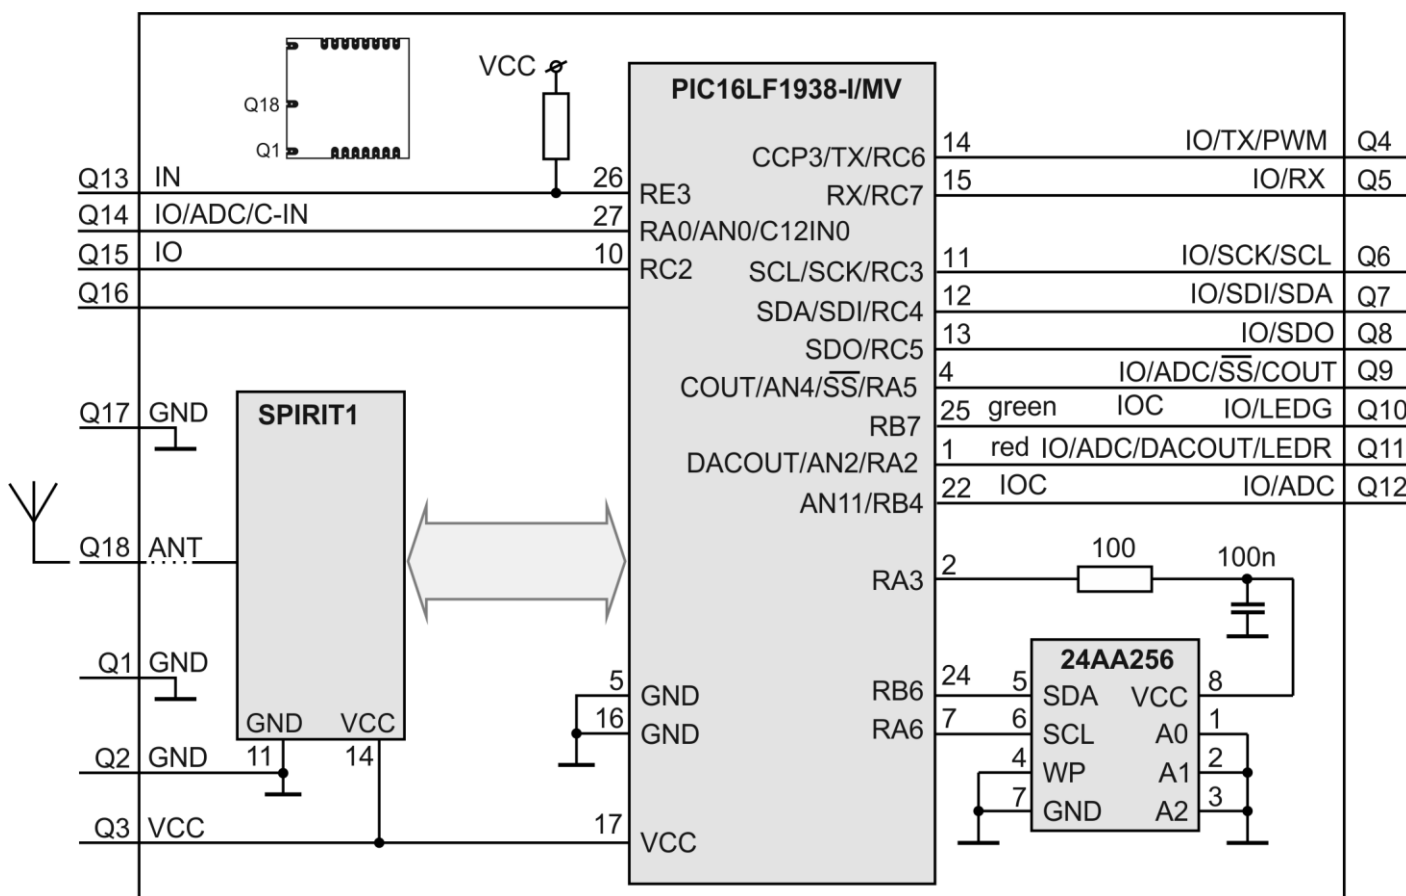 VCC
Q18
Q1
PIC16LF1938-I/MV
Q13 IN 26 RE3
Q14 IO/ADC/C-IN 27 RA0/AN0/C12IN0
Q15 IO 10 RC2
Q16
CCP3/TX/RC6 14 IO/TX/PWM Q4
RX/RC7 15 IO/RX Q5
SCL/SCK/RC3 11 IO/SCK/SCL Q6
SDA/SDI/RC4 12 IO/SDI/SDA Q7
SDO/RC5 13 IO/SDO Q8
COUT/AN4/S̅S̅/RA5 4 IO/ADC/S̅S̅/COUT Q9
RB7 25 green IOC IO/LEDG Q10
DACOUT/AN2/RA2 1 red IO/ADC/DACOUT/LEDR Q11
AN11/RB4 22 IOC IO/ADC Q12
Q17 GND
SPIRIT1
Q18 ANT
Q1 GND
GND VCC
11 14
Q2 GND
Q3 VCC 17 VCC
5 GND
16 GND
RA3 2 100 100n
24AA256
RB6 24 5 SDA VCC 8
RA6 7 6 SCL A0 1
4 WP A1 2
7 GND A2 3